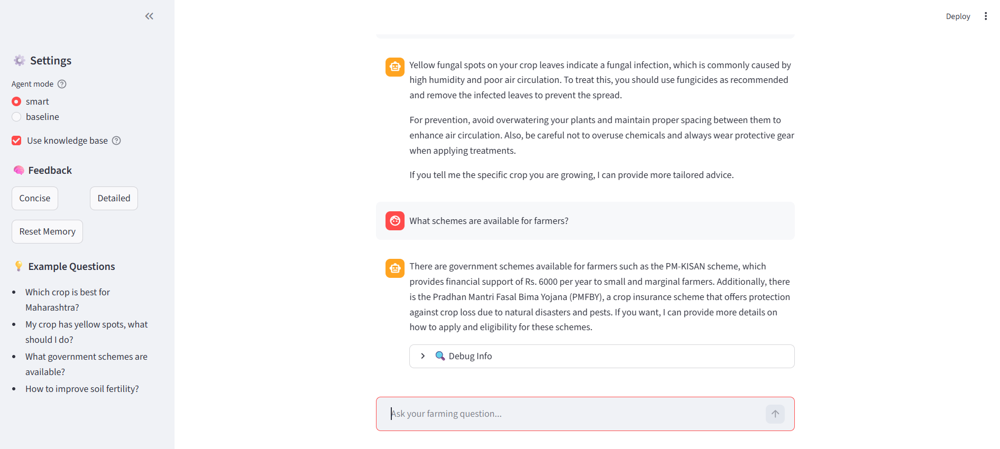 Deploy
Settings
Agent mode
smart
baseline
Use knowledge base
Feedback
Concise
Detailed
Reset Memory
Example Questions
Which crop is best for
Maharashtra?
My crop has yellow spots, what
should I do?
What government schemes are
available?
How to improve soil fertility?
Yellow fungal spots on your crop leaves indicate a fungal infection, which is commonly caused by
high humidity and poor air circulation. To treat this, you should use fungicides as recommended
and remove the infected leaves to prevent the spread.
For prevention, avoid overwatering your plants and maintain proper spacing between them to
enhance air circulation. Also, be careful not to overuse chemicals and always wear protective gear
when applying treatments.
If you tell me the specific crop you are growing, I can provide more tailored advice.
What schemes are available for farmers?
There are government schemes available for farmers such as the PM-KISAN scheme, which
provides financial support of Rs. 6000 per year to small and marginal farmers. Additionally, there
is the Pradhan Mantri Fasal Bima Yojana (PMFBY), a crop insurance scheme that offers protection
against crop loss due to natural disasters and pests. If you want, I can provide more details on
how to apply and eligibility for these schemes.
Debug Info
Ask your farming question...